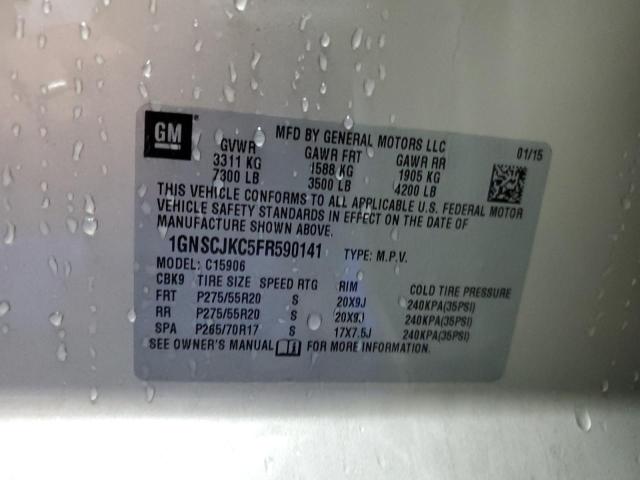 GM
MFD BY GENERAL MOTORS LLC
01/15
GVWR GAWR FRT GAWR RR
3311 KG 1588 KG 1905 KG
7300 LB 3500 LB 4200 LB
THIS VEHICLE CONFORMS TO ALL APPLICABLE U.S. FEDERAL MOTOR
VEHICLE SAFETY STANDARDS IN EFFECT ON THE DATE OF
MANUFACTURE SHOWN ABOVE.
1GNSCJKC5FR590141 TYPE: M.P.V.
MODEL: C15906
CBK9 TIRE SIZE SPEED RTG RIM COLD TIRE PRESSURE
FRT P275/55R20 S 20X9J 240KPA(35PSI)
RR P275/55R20 S 20X9J 240KPA(35PSI)
SPA P265/70R17 S 17X7.5J 240KPA(35PSI)
SEE OWNER'S MANUAL FOR MORE INFORMATION.